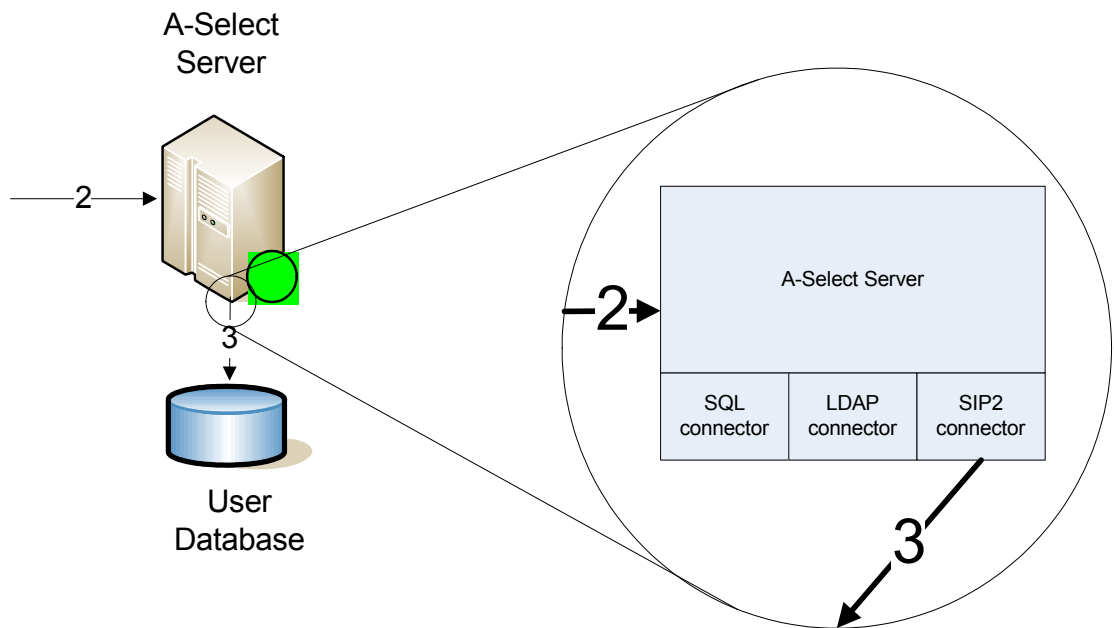 A-Select
Server
2
3
User
Database
2
A-Select Server
SQL
connector
LDAP
connector
SIP2
connector
3